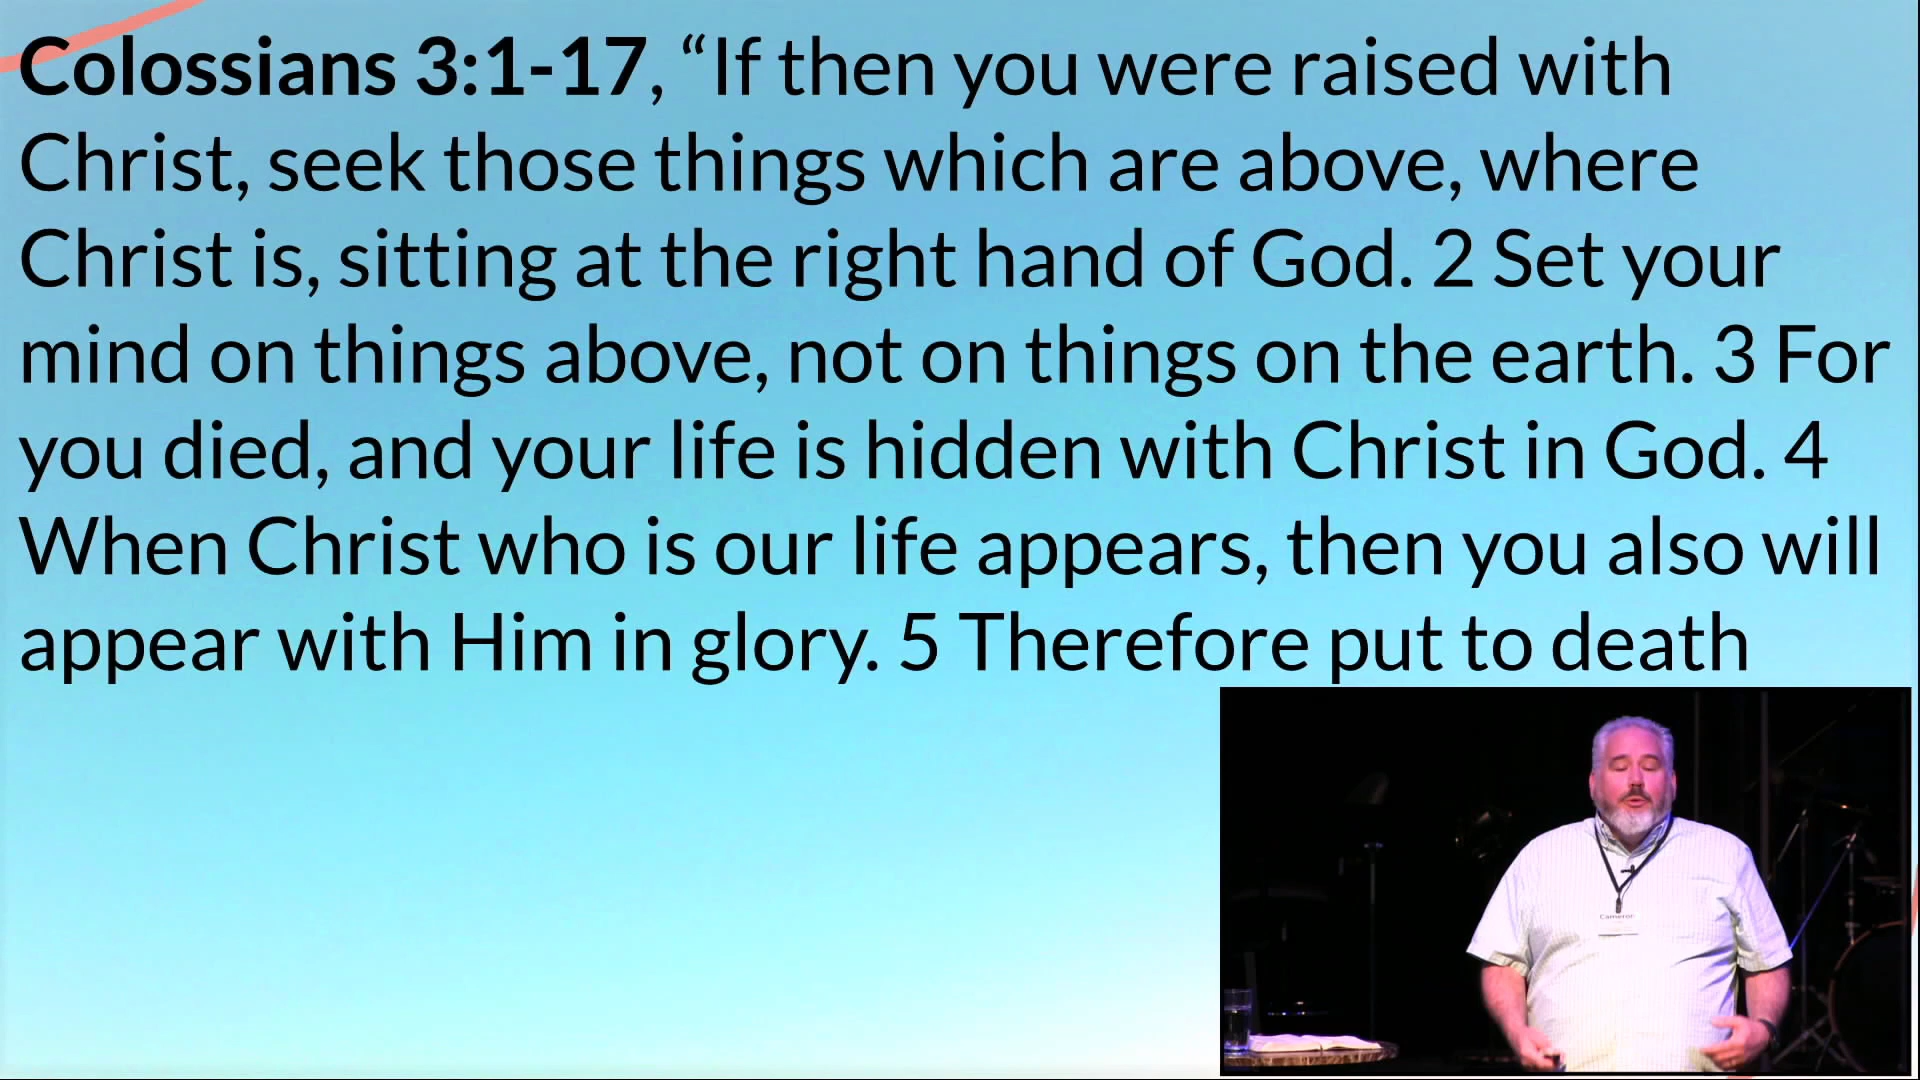 Colossians 3:1-17, “If then you were raised with
Christ, seek those things which are above, where
Christ is, sitting at the right hand of God. 2 Set your
mind on things above, not on things on the earth. 3 For
you died, and your life is hidden with Christ in God. 4
When Christ who is our life appears, then you also will
appear with Him in glory. 5 Therefore put to death
Cameron